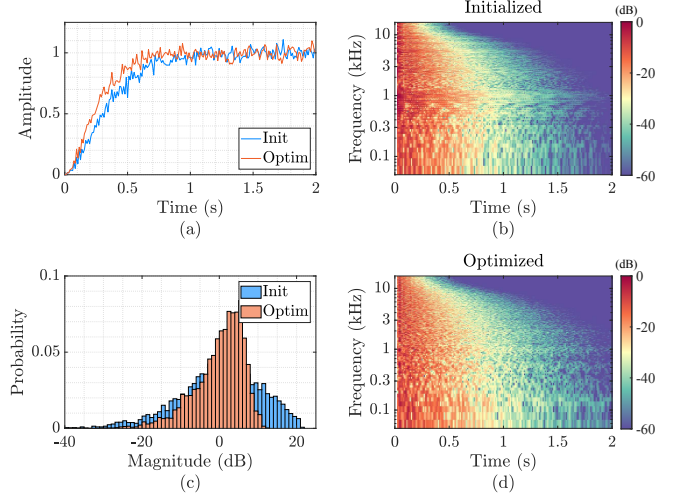 Amplitude
1
0.5
0
0
0.5
1
1.5
2
Init
Optim
Time (s)
(a)
Initialized
(dB)
Frequency (kHz)
10
3
1
0.3
0.1
0
0.5
1
1.5
2
0
-20
-40
-60
Time (s)
(b)
Probability
0.1
0.05
0
-40
-20
0
20
Init
Optim
Magnitude (dB)
(c)
Optimized
(dB)
Frequency (kHz)
10
3
1
0.3
0.1
0
0.5
1
1.5
2
0
-20
-40
-60
Time (s)
(d)